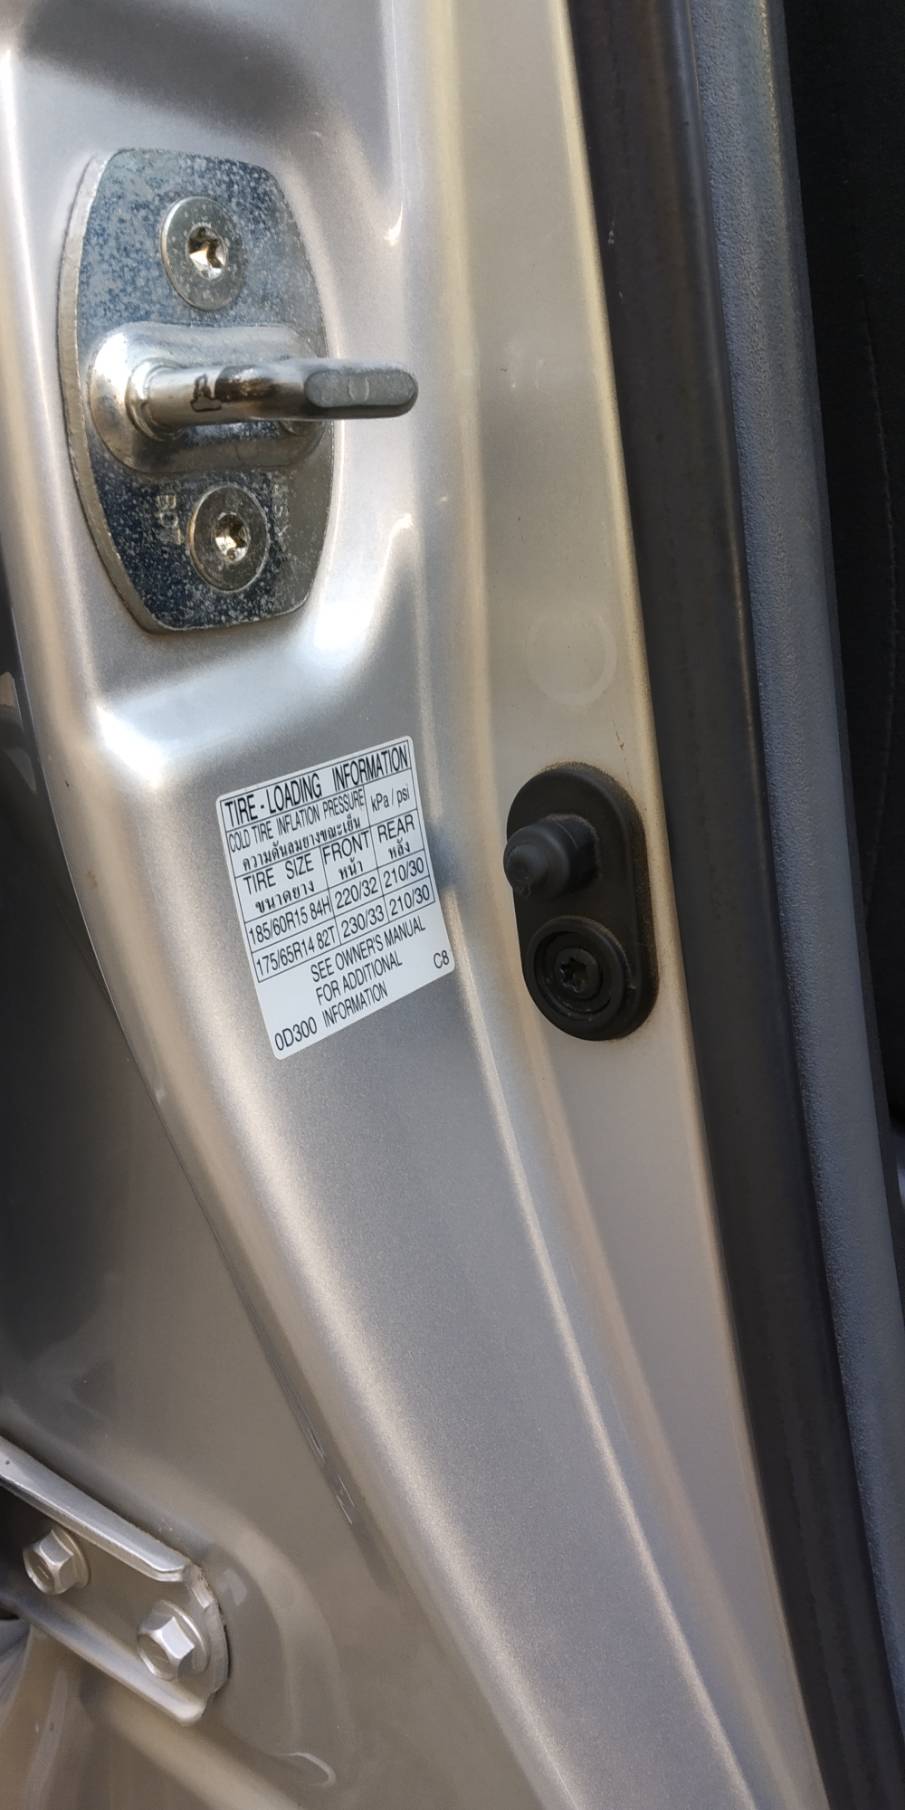 TIRE - LOADING INFORMATION
COLD TIRE INFLATION PRESSURE kPa / psi
ความดันลมยางขณะเย็น
TIRE SIZE FRONT REAR
ขนาดยาง หน้า หลัง
185/60R15 84H 220/32 210/30
175/65R14 82T 230/33 210/30
SEE OWNER'S MANUAL
FOR ADDITIONAL C8
0D300 INFORMATION